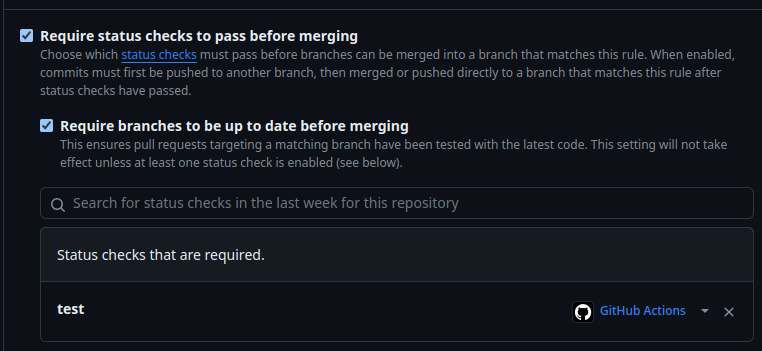 Require status checks to pass before merging
Choose which status checks must pass before branches can be merged into a branch that matches this rule. When enabled,
commits must first be pushed to another branch, then merged or pushed directly to a branch that matches this rule after
status checks have passed.
Require branches to be up to date before merging
This ensures pull requests targeting a matching branch have been tested with the latest code. This setting will not take
effect unless at least one status check is enabled (see below).
Search for status checks in the last week for this repository
Status checks that are required.
test GitHub Actions